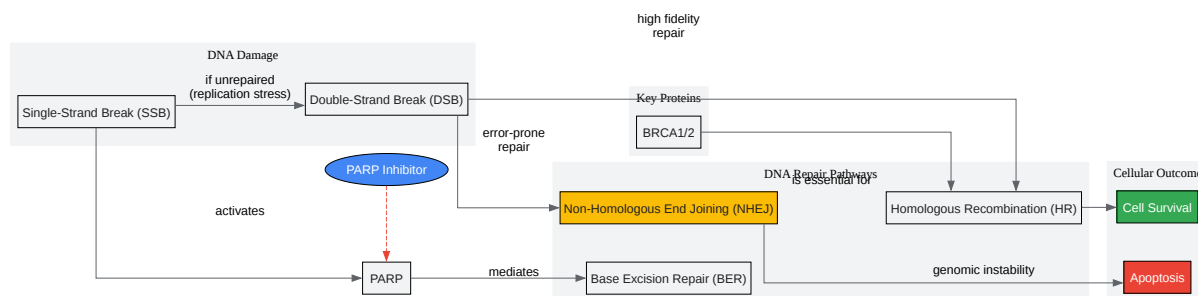 high fidelity
repair
DNA Damage
if unrepaired
(replication stress)
Single-Strand Break (SSB)
Double-Strand Break (DSB)
Key Proteins
BRCA1/2
error-prone
repair
PARP Inhibitor
DNA Repair Pathways
is essential for
Cellular Outcome
activates
Non-Homologous End Joining (NHEJ)
Homologous Recombination (HR)
Cell Survival
PARP
mediates
Base Excision Repair (BER)
genomic instability
Apoptosis